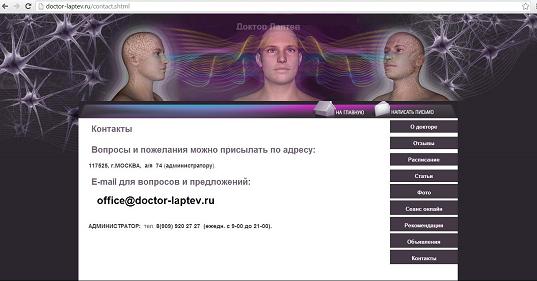 doctor-laptev.ru/contact.shtml
Доктор Лаптев
НА ГЛАВНУЮ
НАПИСАТЬ ПИСЬМО
Контакты
Вопросы и пожелания можно присылать по адресу:
117525, г.МОСКВА, а/я 74 (администратору).
E-mail для вопросов и предложений:
office@doctor-laptev.ru
АДМИНИСТРАТОР: тел. 8(909) 920 27 27 (ежедн. с 9-00 до 21-00).
О докторе
Отзывы
Расписание
Статьи
Фото
Сеанс онлайн
Рекомендации
Объявления
Контакты